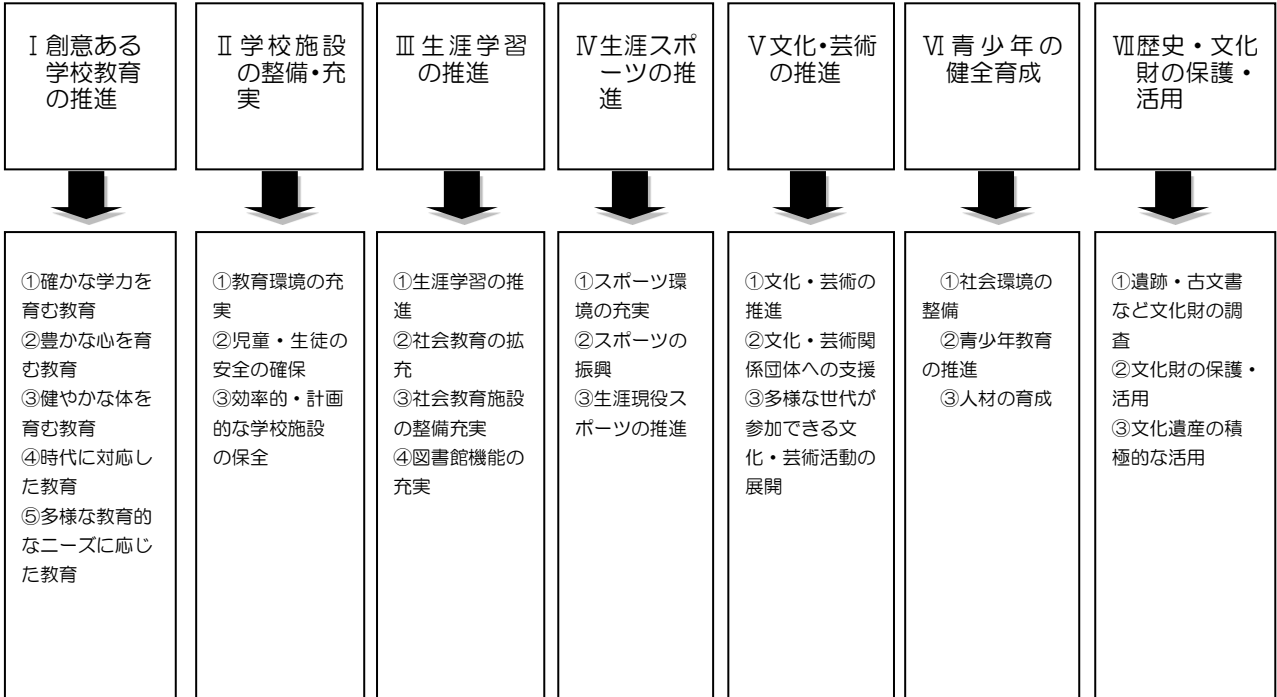 Ⅰ創意ある
学校教育
の推進
Ⅱ学校施設
の整備・充
実
Ⅲ生涯学習
の推進
Ⅳ生涯スポ
ーツの推
進
Ⅴ文化・芸術
の推進
Ⅵ青少年の
健全育成
Ⅶ歴史・文化
財の保護・
活用
①確かな学力を
育む教育
②豊かな心を育
む教育
③健やかな体を
育む教育
④時代に対応し
た教育
⑤多様な教育的
なニーズに応じ
た教育
①教育環境の充
実
②児童・生徒の
安全の確保
③効率的・計画
的な学校施設
の保全
①生涯学習の推
進
②社会教育の拡
充
③社会教育施設
の整備充実
④図書館機能の
充実
①スポーツ環
境の充実
②スポーツの
振興
③生涯現役ス
ポーツの推進
①文化・芸術の
推進
②文化・芸術関
係団体への支援
③多様な世代が
参加できる文
化・芸術活動の
展開
①社会環境の
整備
②青少年教育
の推進
③人材の育成
①遺跡・古文書
など文化財の調
査
②文化財の保護・
活用
③文化遺産の積
極的な活用